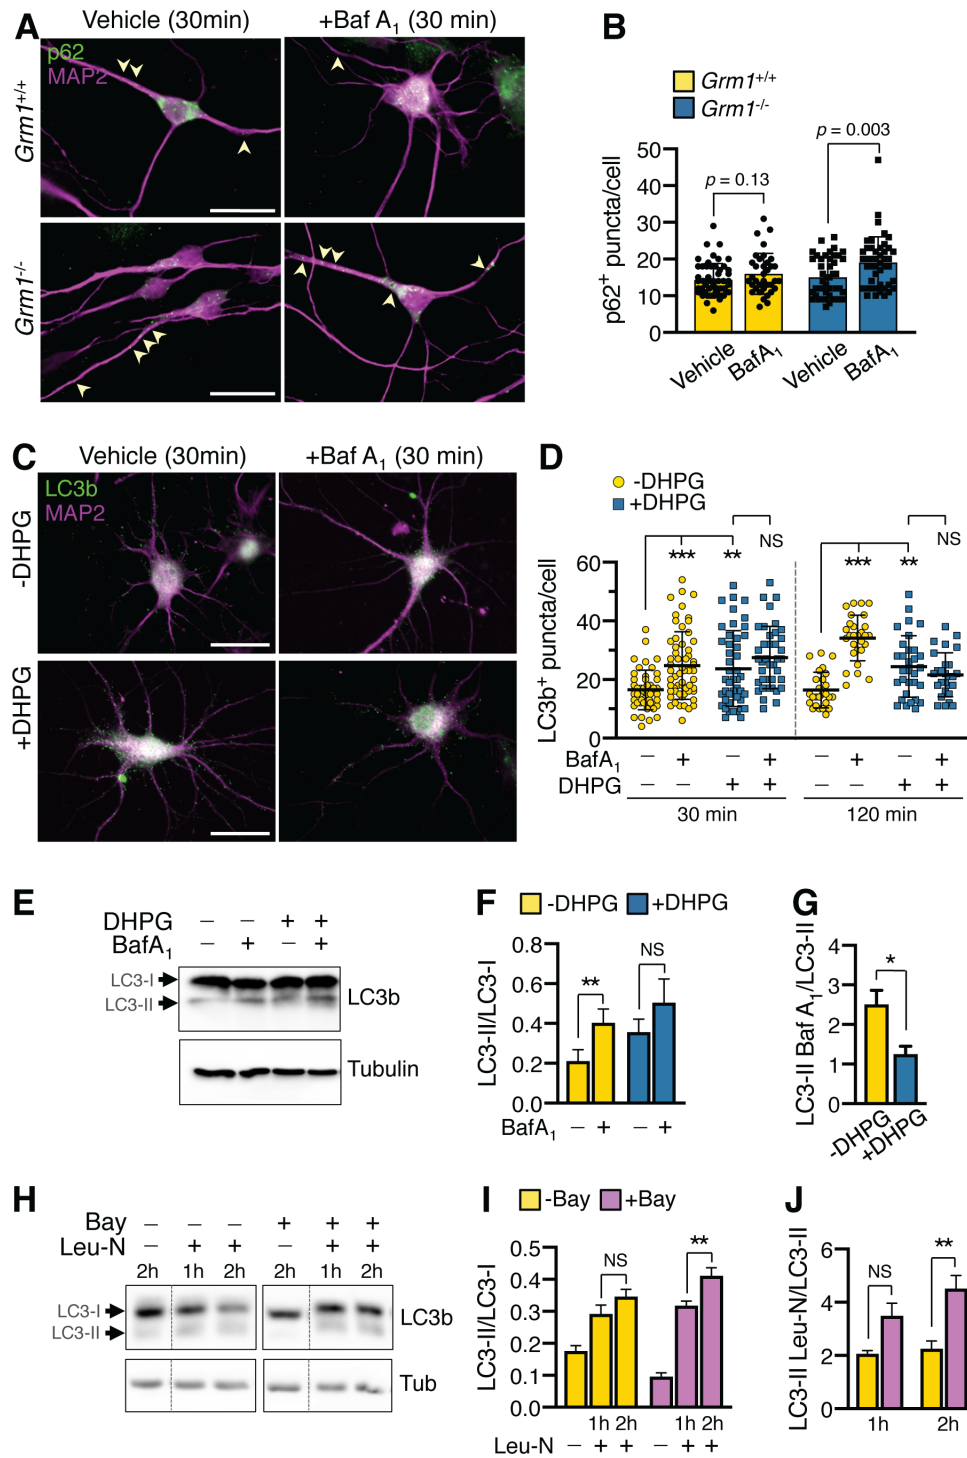 A
Vehicle (30min)
+Baf A1 (30 min)
p62
MAP2
Grm1+/+
Grm1-/-
B
Grm1+/+
Grm1-/-
p = 0.003
p = 0.13
p62+ puncta/cell
50
40
30
20
10
0
Vehicle
BafA1
Vehicle
BafA1
C
Vehicle (30min)
+Baf A1 (30 min)
LC3b
MAP2
-DHPG
+DHPG
D
-DHPG
+DHPG
*** ** NS *** ** NS
LC3b+ puncta/cell
60
40
20
0
BafA1 – + – + – + – +
DHPG – – + + – – + +
30 min 120 min
E
DHPG – – + +
BafA1 – + – +
LC3-I
LC3-II
LC3b
Tubulin
F
-DHPG +DHPG
** NS
LC3-II/LC3-I
0.8
0.6
0.4
0.2
0.0
BafA1 – + – +
G
*
LC3-II Baf A1/LC3-II
4
3
2
1
0
-DHPG
+DHPG
H
Bay – – – + + +
Leu-N – + + – + +
2h 1h 2h 2h 1h 2h
LC3-I
LC3-II
LC3b
Tub
I
-Bay +Bay
NS **
LC3-II/LC3-I
0.5
0.4
0.3
0.2
0.1
0.0
1h 2h 1h 2h
Leu-N – + + – + +
J
NS **
LC3-II Leu-N/LC3-II
6
4
2
0
1h 2h